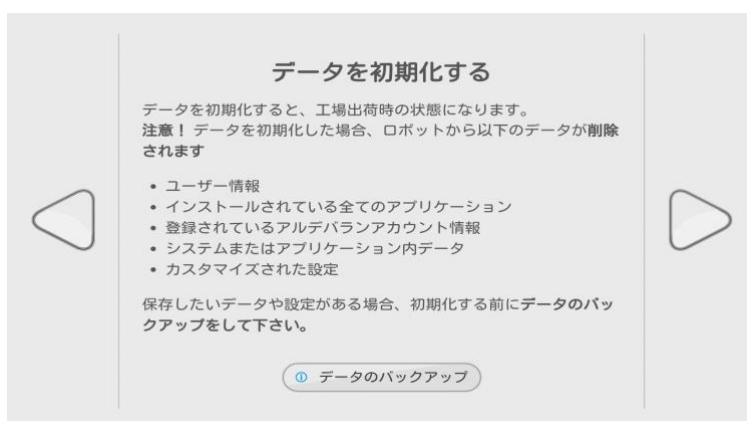 データを初期化する
データを初期化すると、工場出荷時の状態になります。
注意！ データを初期化した場合、ロボットから以下のデータが削除
されます
• ユーザー情報
• インストールされている全てのアプリケーション
• 登録されているアルデバランアカウント情報
• システムまたはアプリケーション内データ
• カスタマイズされた設定
保存したいデータや設定がある場合、初期化する前にデータのバッ
クアップをして下さい。
データのバックアップ